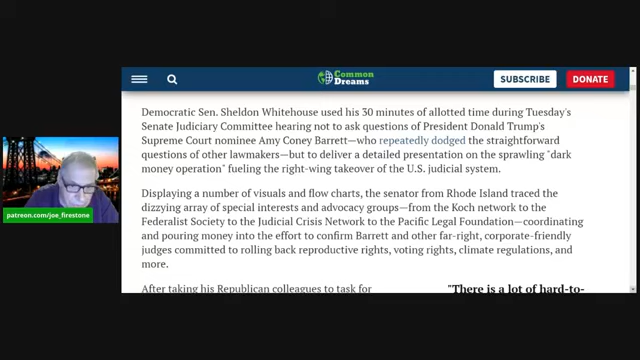 Common
Dreams
SUBSCRIBE
DONATE
Democratic Sen. Sheldon Whitehouse used his 30 minutes of allotted time during Tuesday's
Senate Judiciary Committee hearing not to ask questions of President Donald Trump's
Supreme Court nominee Amy Coney Barrett—who repeatedly dodged the straightforward
questions of other lawmakers—but to deliver a detailed presentation on the sprawling "dark
money operation" fueling the right-wing takeover of the U.S. judicial system.
Displaying a number of visuals and flow charts, the senator from Rhode Island traced the
dizzying array of special interests and advocacy groups—from the Koch network to the
Federalist Society to the Judicial Crisis Network to the Pacific Legal Foundation—coordinating
and pouring money into the effort to confirm Barrett and other far-right, corporate-friendly
judges committed to rolling back reproductive rights, voting rights, climate regulations, and
more.
After taking his Republican colleagues to task for
"There is a lot of hard-to-
patreon.com/joe_firestone